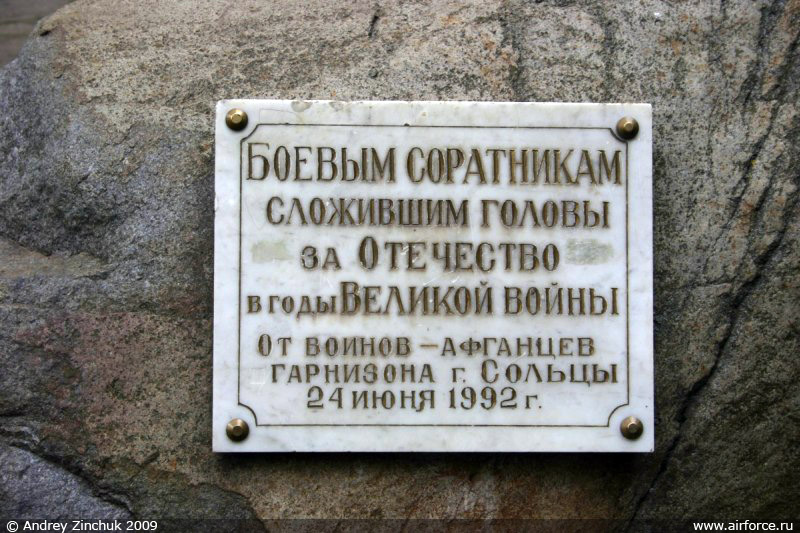 Боевым соратникам
сложившим головы
за Отечество
в годы Великой войны
От воинов – афганцев
гарнизона г. Сольцы
24 июня 1992 г.
© Andrey Zinchuk 2009
www.airforce.ru